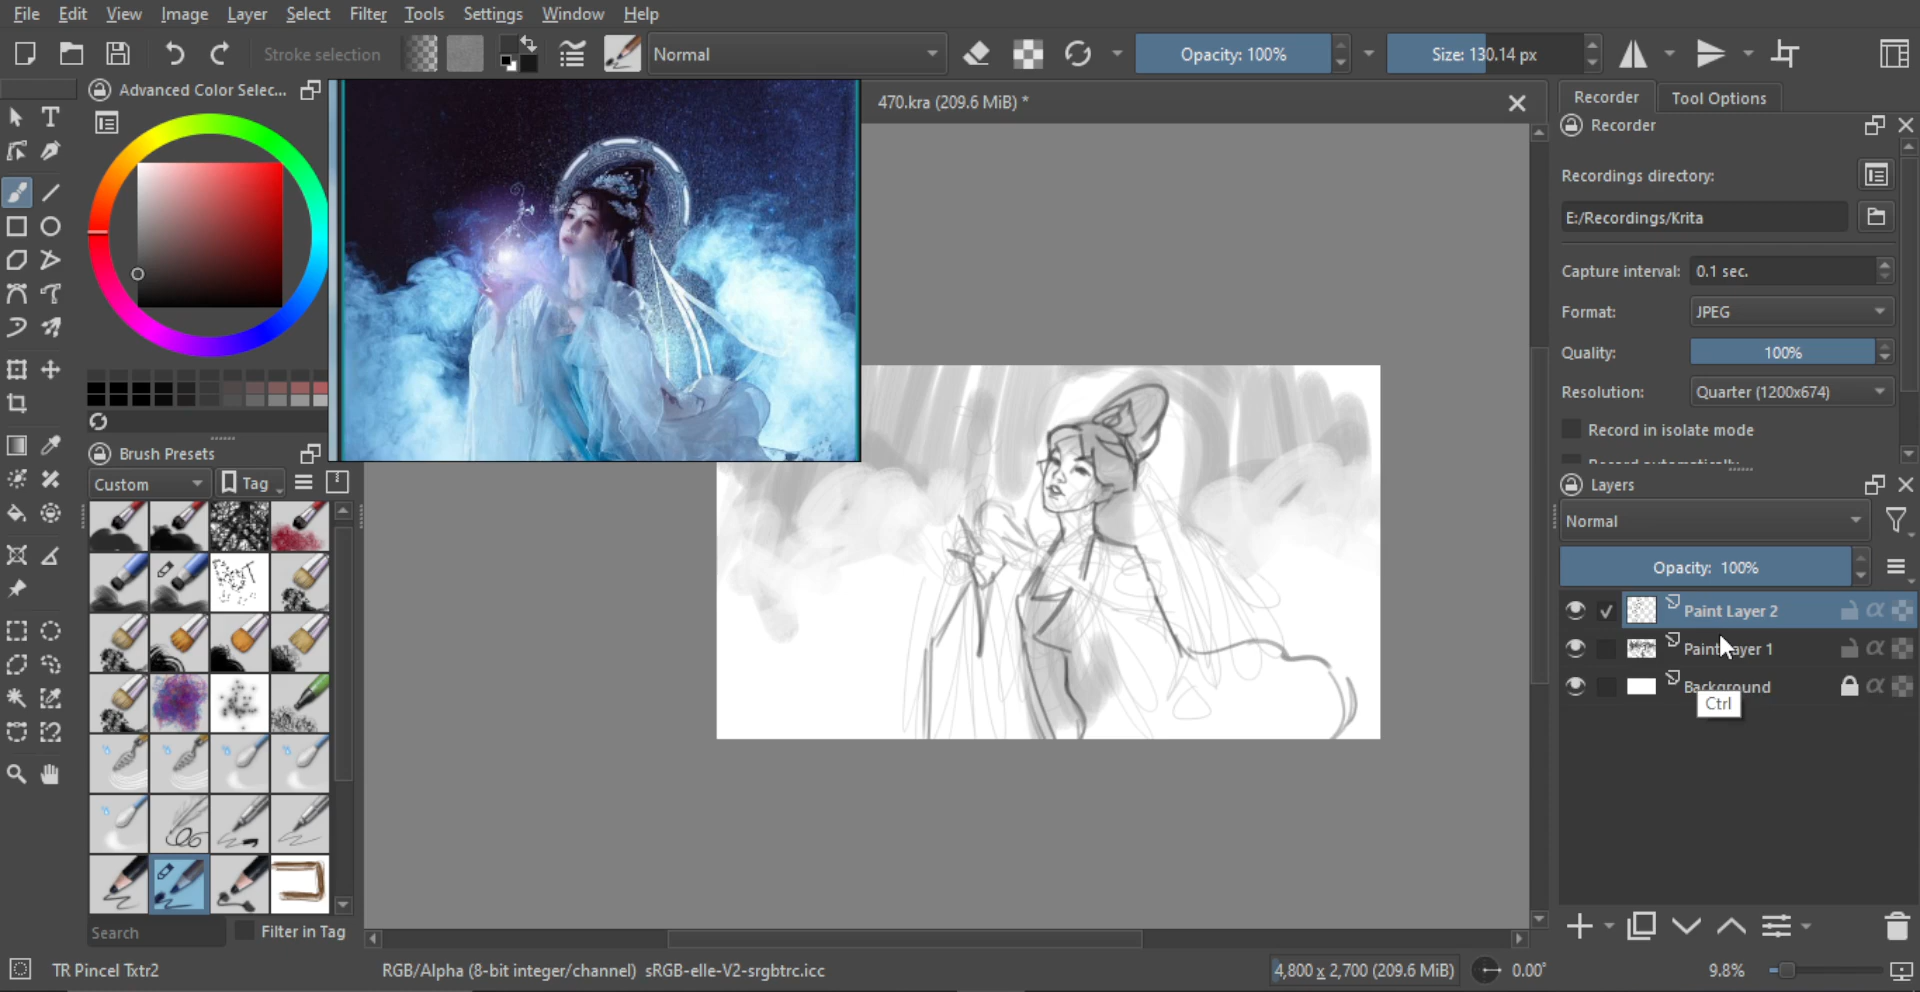 File Edit View Image Layer Select Filter Tools Settings Window Help
Stroke selection Normal Opacity: 100% Size: 130.14 px
Advanced Color Selec...
470.kra (209.6 MiB) *
Recorder Tool Options
Recorder
Recordings directory:
E:/Recordings/Krita
Capture interval: 0.1 sec.
Format: JPEG
Quality: 100%
Resolution: Quarter (1200x674)
Record in isolate mode
Record automatically
Brush Presets
Custom Tag
Layers
Normal
Opacity: 100%
Paint Layer 2
Paint Layer 1
Background
Ctrl
Search Filter in Tag
TR Pincel Txtr2 RGB/Alpha (8-bit integer/channel) sRGB-elle-V2-srgbtrc.icc 4,800 x 2,700 (209.6 MiB) 0.00° 9.8%